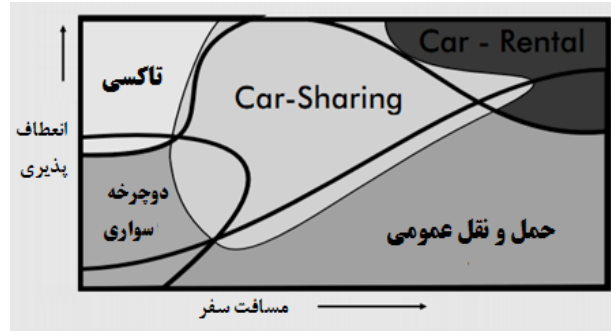 Car - Rental
تاکسی
Car-Sharing
انعطاف
پذیری
دوچرخه
سواری
حمل و نقل عمومی
مسافت سفر